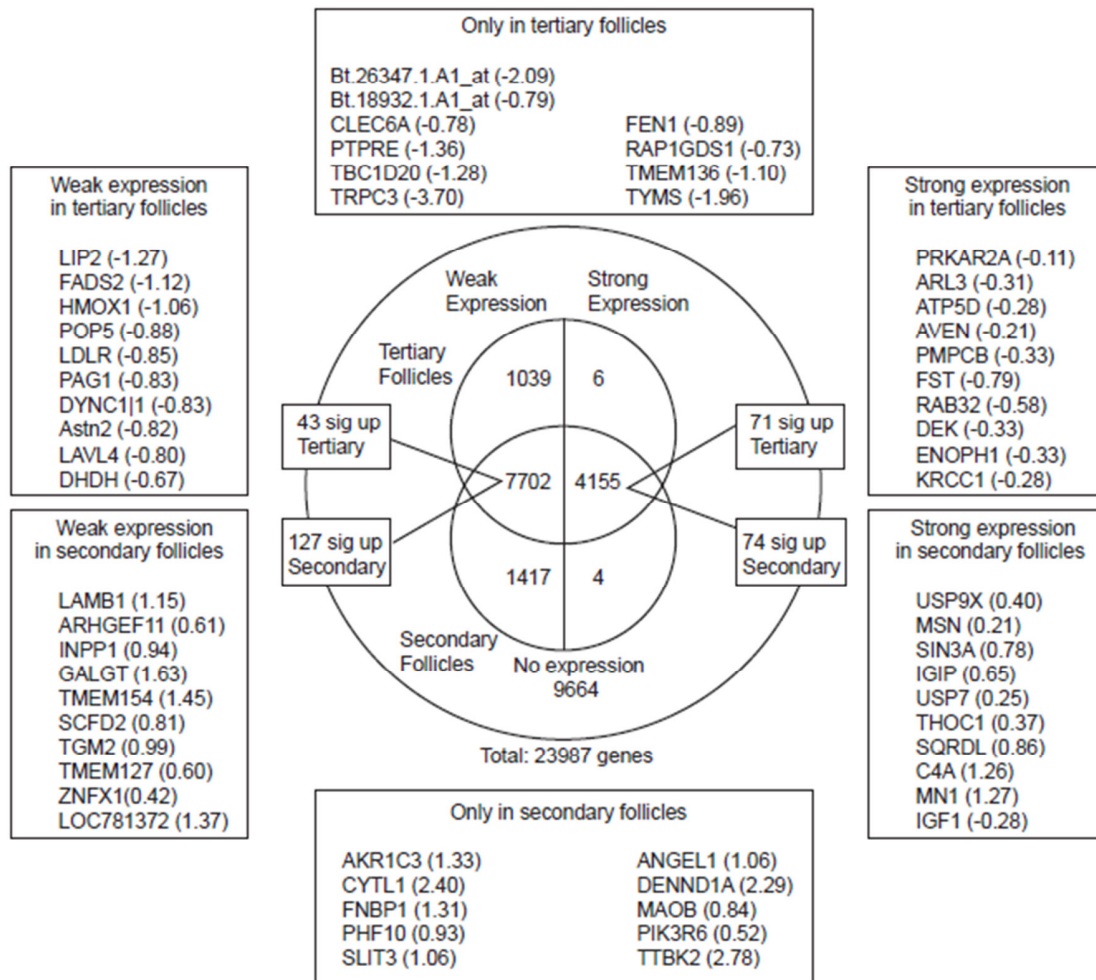 Only in tertiary follicles
Bt.26347.1.A1_at (-2.09)
Bt.18932.1.A1_at (-0.79)
CLEC6A (-0.78) FEN1 (-0.89)
PTPRE (-1.36) RAP1GDS1 (-0.73)
TBC1D20 (-1.28) TMEM136 (-1.10)
TRPC3 (-3.70) TYMS (-1.96)
Weak expression
in tertiary follicles
LIP2 (-1.27)
FADS2 (-1.12)
HMOX1 (-1.06)
POP5 (-0.88)
LDLR (-0.85)
PAG1 (-0.83)
DYNC1|1 (-0.83)
Astn2 (-0.82)
LAVL4 (-0.80)
DHDH (-0.67)
Strong expression
in tertiary follicles
PRKAR2A (-0.11)
ARL3 (-0.31)
ATP5D (-0.28)
AVEN (-0.21)
PMPCB (-0.33)
FST (-0.79)
RAB32 (-0.58)
DEK (-0.33)
ENOPH1 (-0.33)
KRCC1 (-0.28)
Weak
Expression
Strong
Expression
Tertiary
Follicles
1039 6
43 sig up
Tertiary
71 sig up
Tertiary
7702 4155
127 sig up
Secondary
74 sig up
Secondary
1417 4
Secondary
Follicles
No expression
9664
Total: 23987 genes
Weak expression
in secondary follicles
LAMB1 (1.15)
ARHGEF11 (0.61)
INPP1 (0.94)
GALGT (1.63)
TMEM154 (1.45)
SCFD2 (0.81)
TGM2 (0.99)
TMEM127 (0.60)
ZNFX1(0.42)
LOC781372 (1.37)
Strong expression
in secondary follicles
USP9X (0.40)
MSN (0.21)
SIN3A (0.78)
IGIP (0.65)
USP7 (0.25)
THOC1 (0.37)
SQRDL (0.86)
C4A (1.26)
MN1 (1.27)
IGF1 (-0.28)
Only in secondary follicles
AKR1C3 (1.33) ANGEL1 (1.06)
CYTL1 (2.40) DENND1A (2.29)
FNBP1 (1.31) MAOB (0.84)
PHF10 (0.93) PIK3R6 (0.52)
SLIT3 (1.06) TTBK2 (2.78)